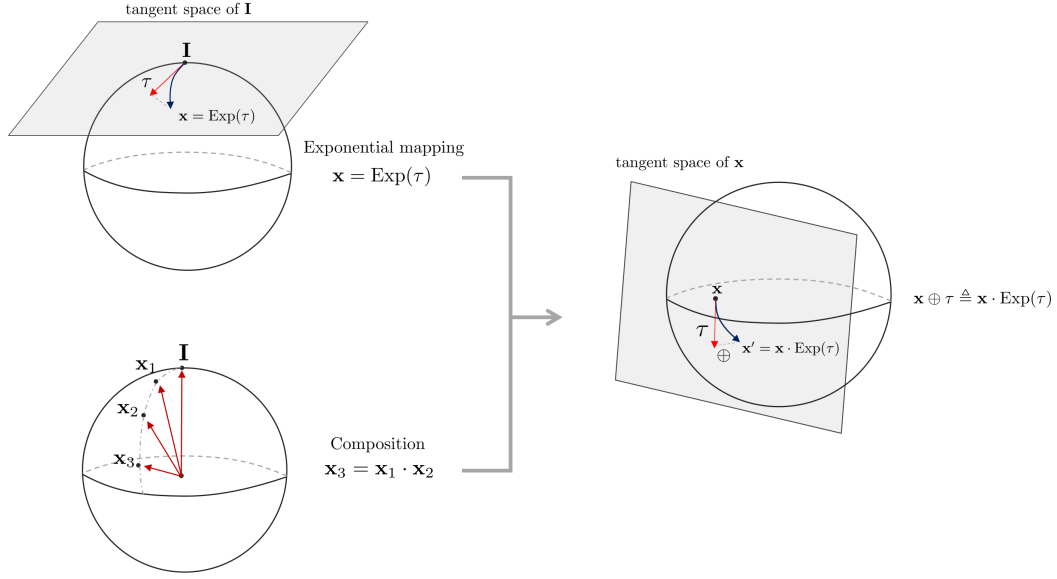 tangent space of I
I
τ
x = Exp(τ)
Exponential mapping
x = Exp(τ)
I
x₁
x₂
x₃
Composition
x₃ = x₁ · x₂
tangent space of x
x
τ
⊕
x′ = x · Exp(τ)
x ⊕ τ ≜ x · Exp(τ)